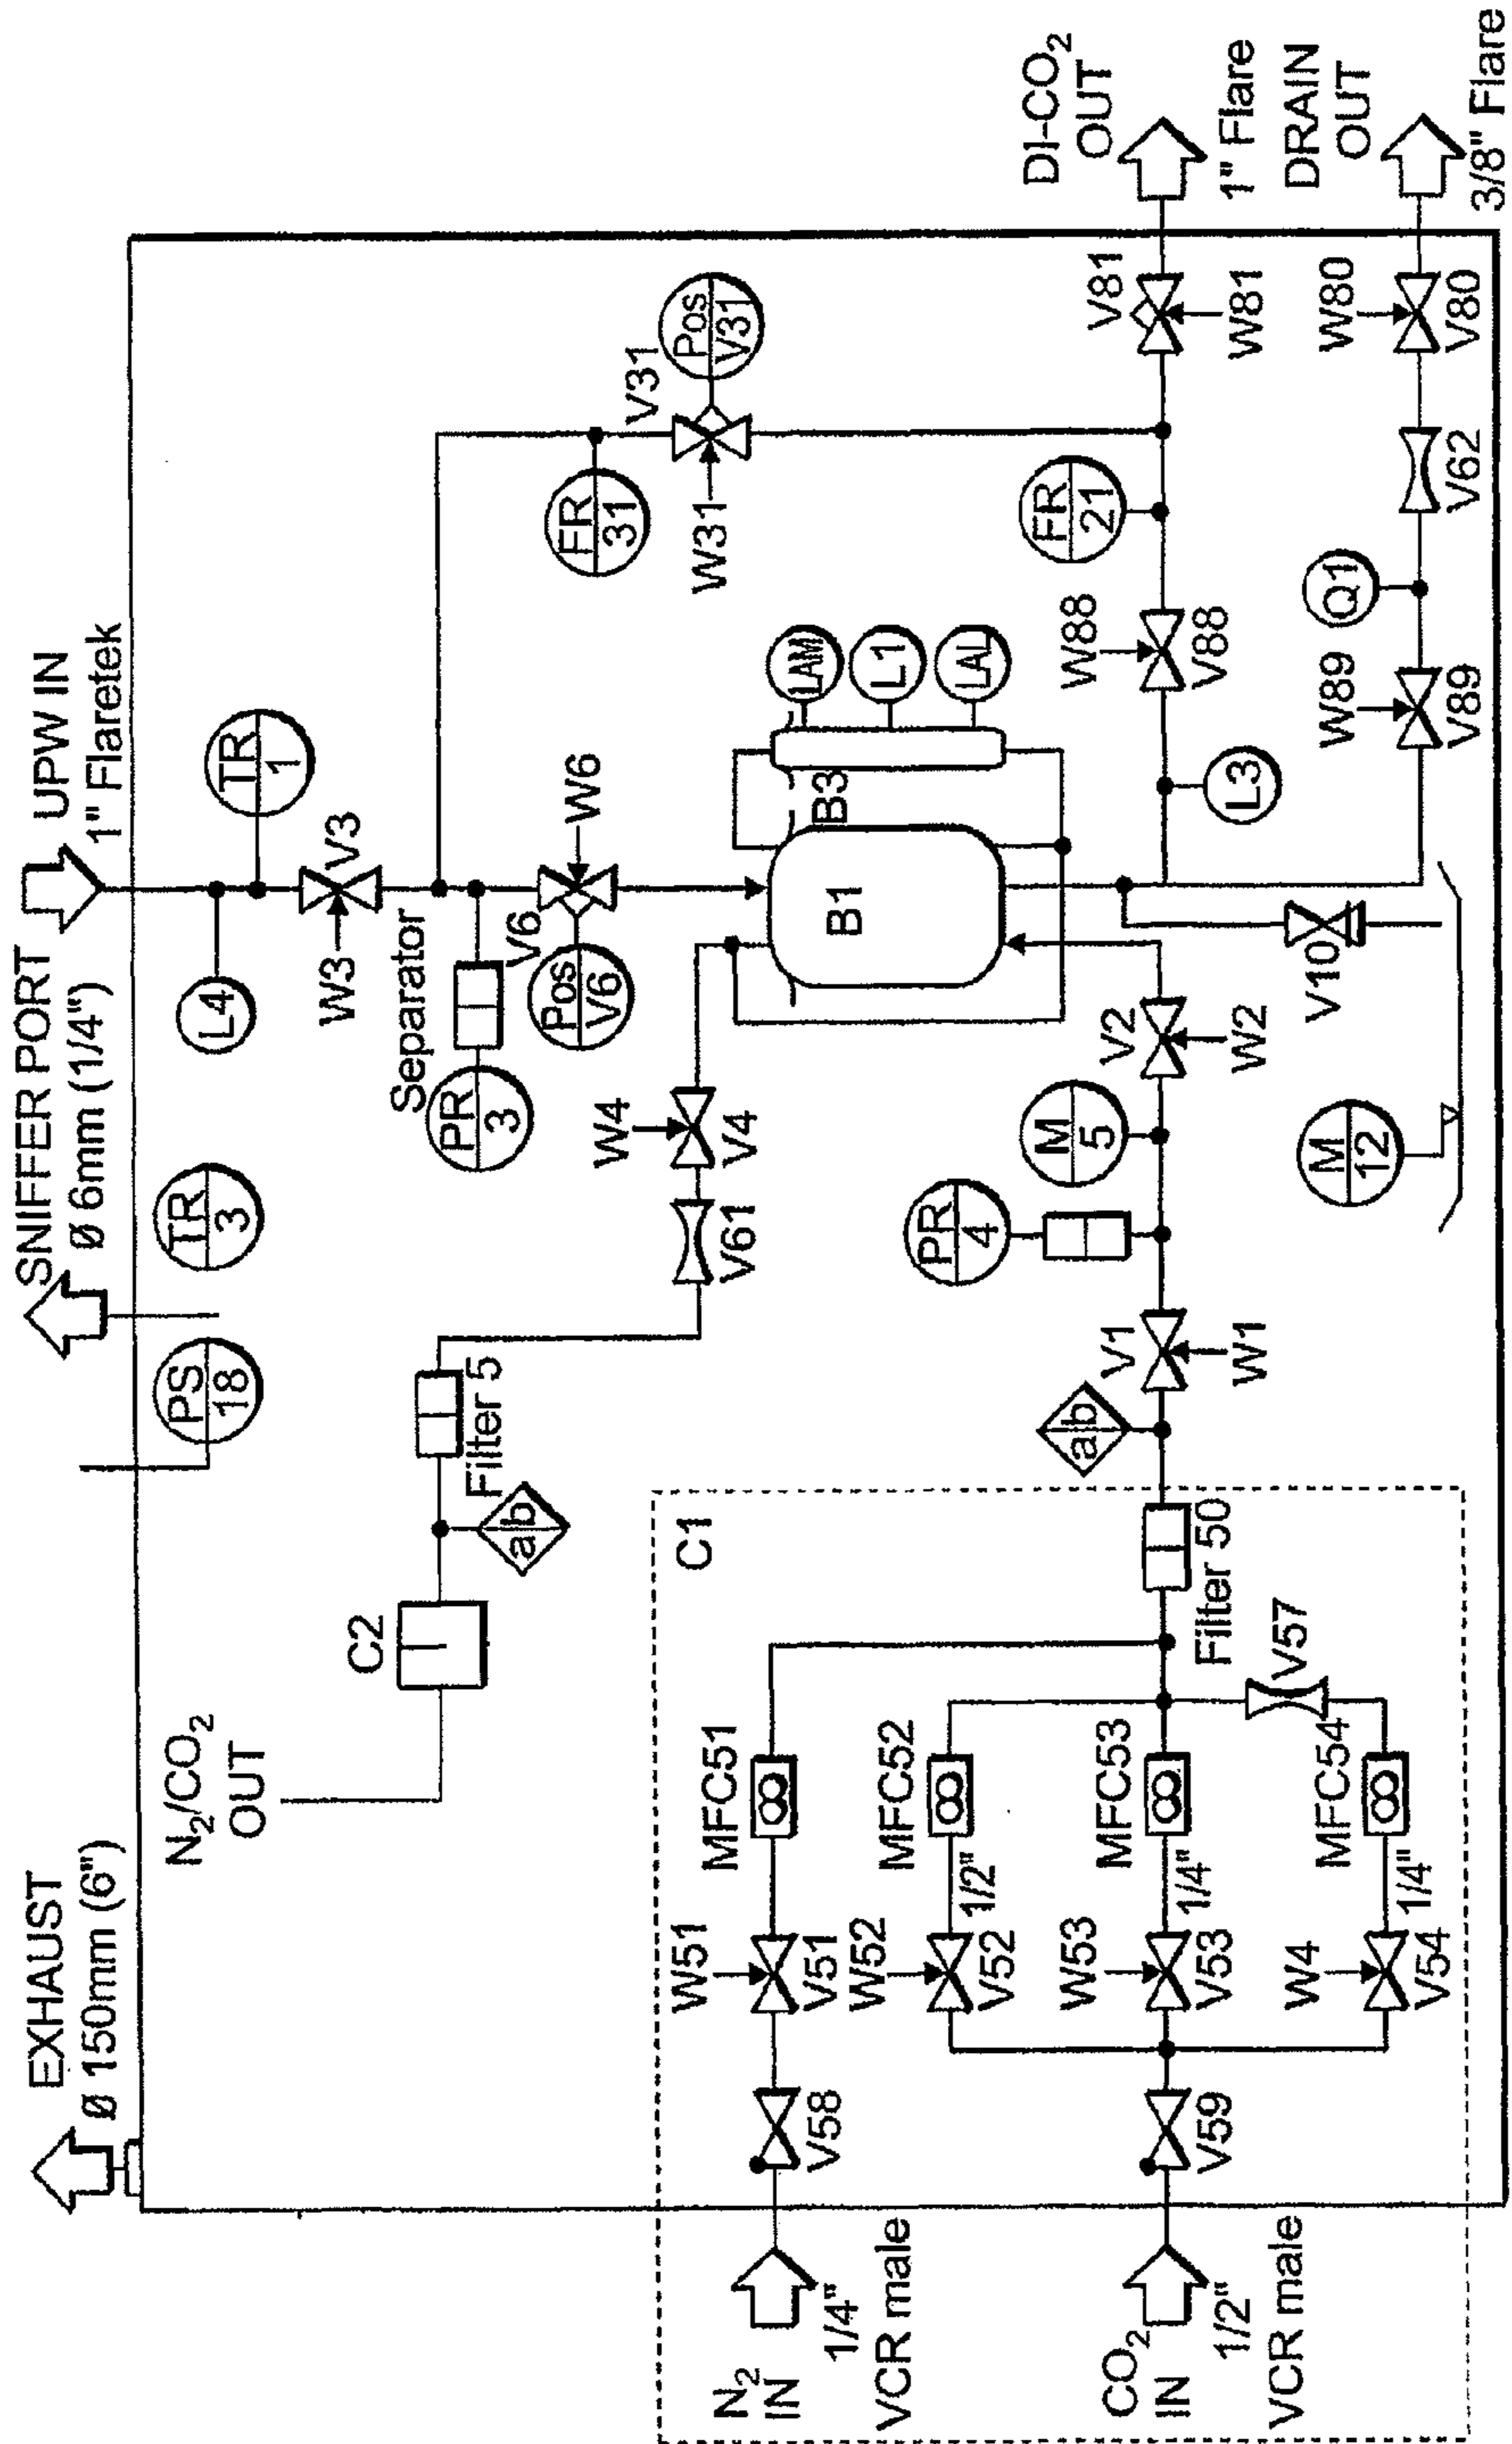 EXHAUST
Ø 150mm (6")
SNIFFER PORT
Ø 6mm (1/4")
UPW IN
1" Flaretek
N2/CO2
OUT
PS
18
TR
3
L4
TR
1
W3
V3
C2
ab
Filter 5
Separator
PR
3
V6
Pos
V6
W6
FR
31
V31
Pos
V31
W31
W4
V61
V4
B1
B3
LAM
L1
LAL
C1
N2
IN
1/4"
VCR male
V58
W51
V51
MFC51
W52
V52
1/2"
MFC52
CO2
IN
1/2"
VCR male
V59
W53
V53
1/4"
MFC53
W4
V54
1/4"
MFC54
V57
Filter 50
ab
V1
W1
PR
4
M
5
V2
W2
L3
W88
V88
FR
21
V81
W81
DI-CO2
OUT
1" Flare
V10
M
12
W89
V89
Q1
V62
W80
V80
DRAIN
OUT
3/8" Flare